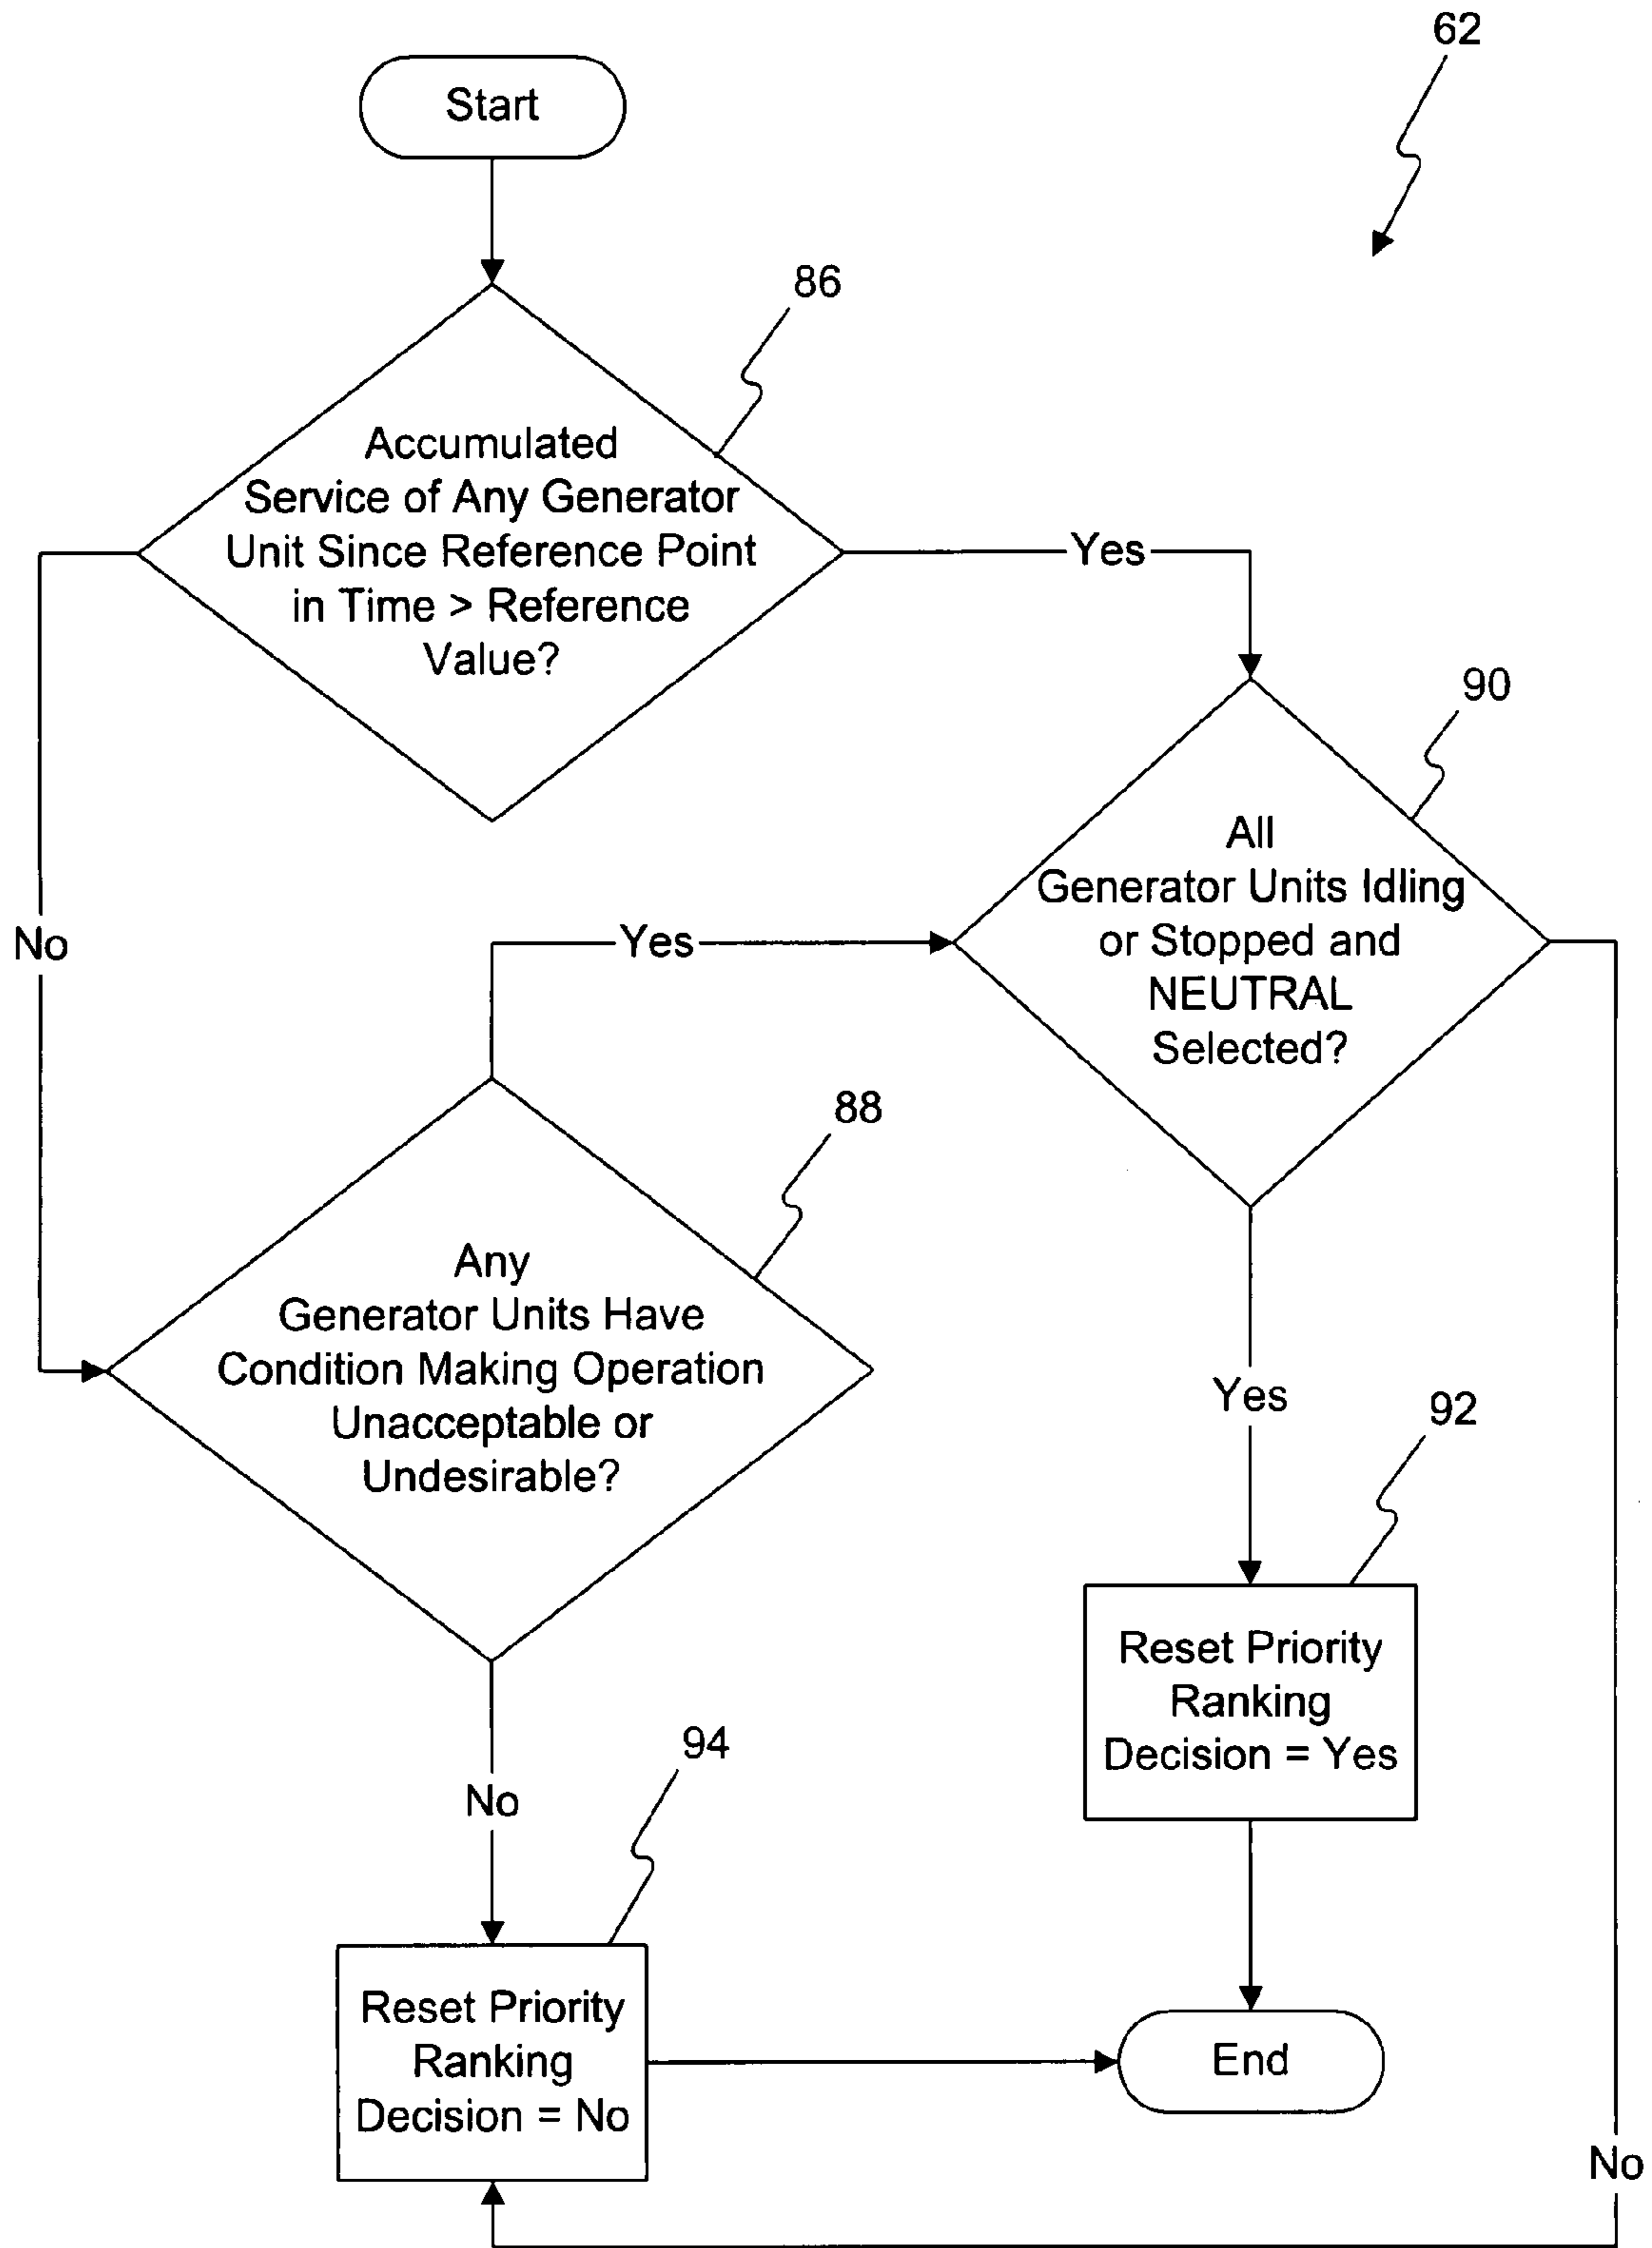 62
Start
86
Accumulated
Service of Any Generator
Unit Since Reference Point
in Time > Reference
Value?
Yes
90
All
Generator Units Idling
or Stopped and
NEUTRAL
Selected?
No
Yes
88
Any
Generator Units Have
Condition Making Operation
Unacceptable or
Undesirable?
Yes
92
Reset Priority
Ranking
Decision = Yes
94
No
Reset Priority
Ranking
Decision = No
End
No